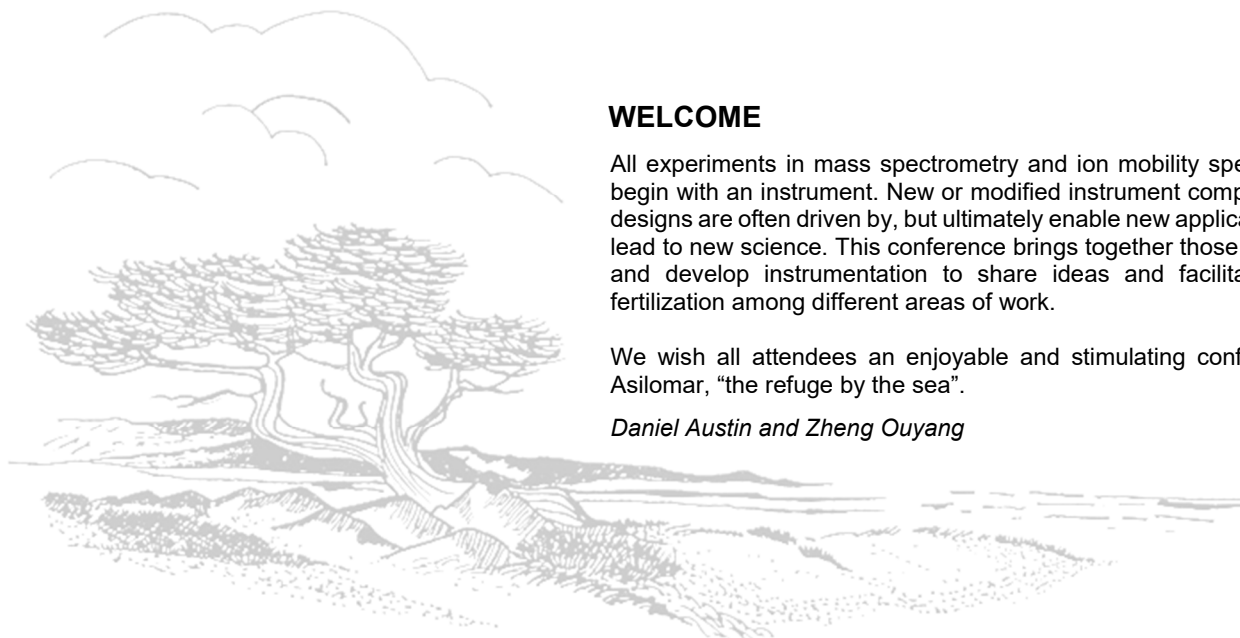 WELCOME
All experiments in mass spectrometry and ion mobility spe
begin with an instrument. New or modified instrument comp
designs are often driven by, but ultimately enable new applica
lead to new science. This conference brings together those
and develop instrumentation to share ideas and facilita
fertilization among different areas of work.
We wish all attendees an enjoyable and stimulating conf
Asilomar, “the refuge by the sea”.
Daniel Austin and Zheng Ouyang